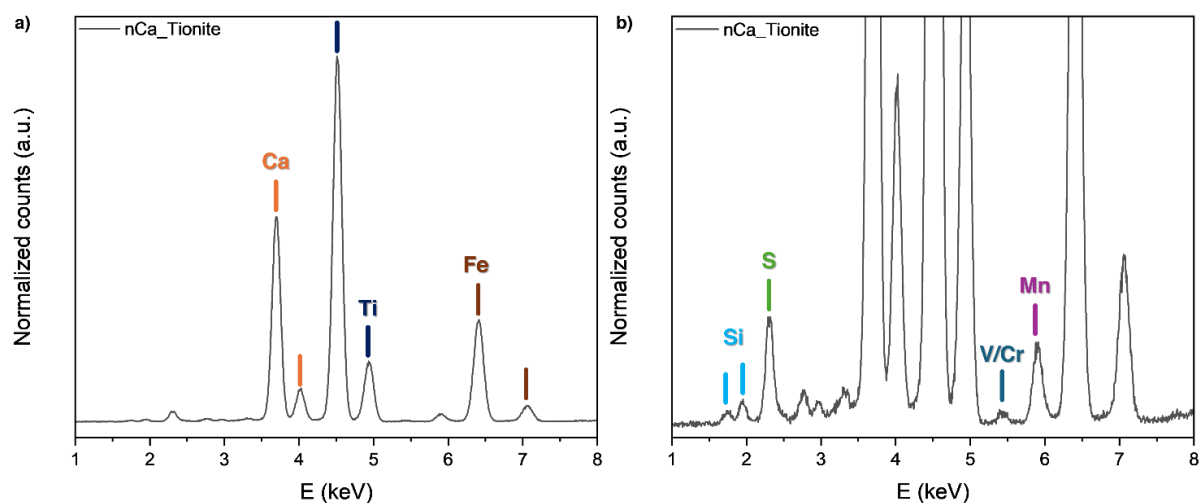 a)
nCa_Tionite
Ca
Ti
Fe
Normalized counts (a.u.)
1 2 3 4 5 6 7 8
E (keV)
b)
nCa_Tionite
Si
S
V/Cr
Mn
Normalized counts (a.u.)
1 2 3 4 5 6 7 8
E (keV)